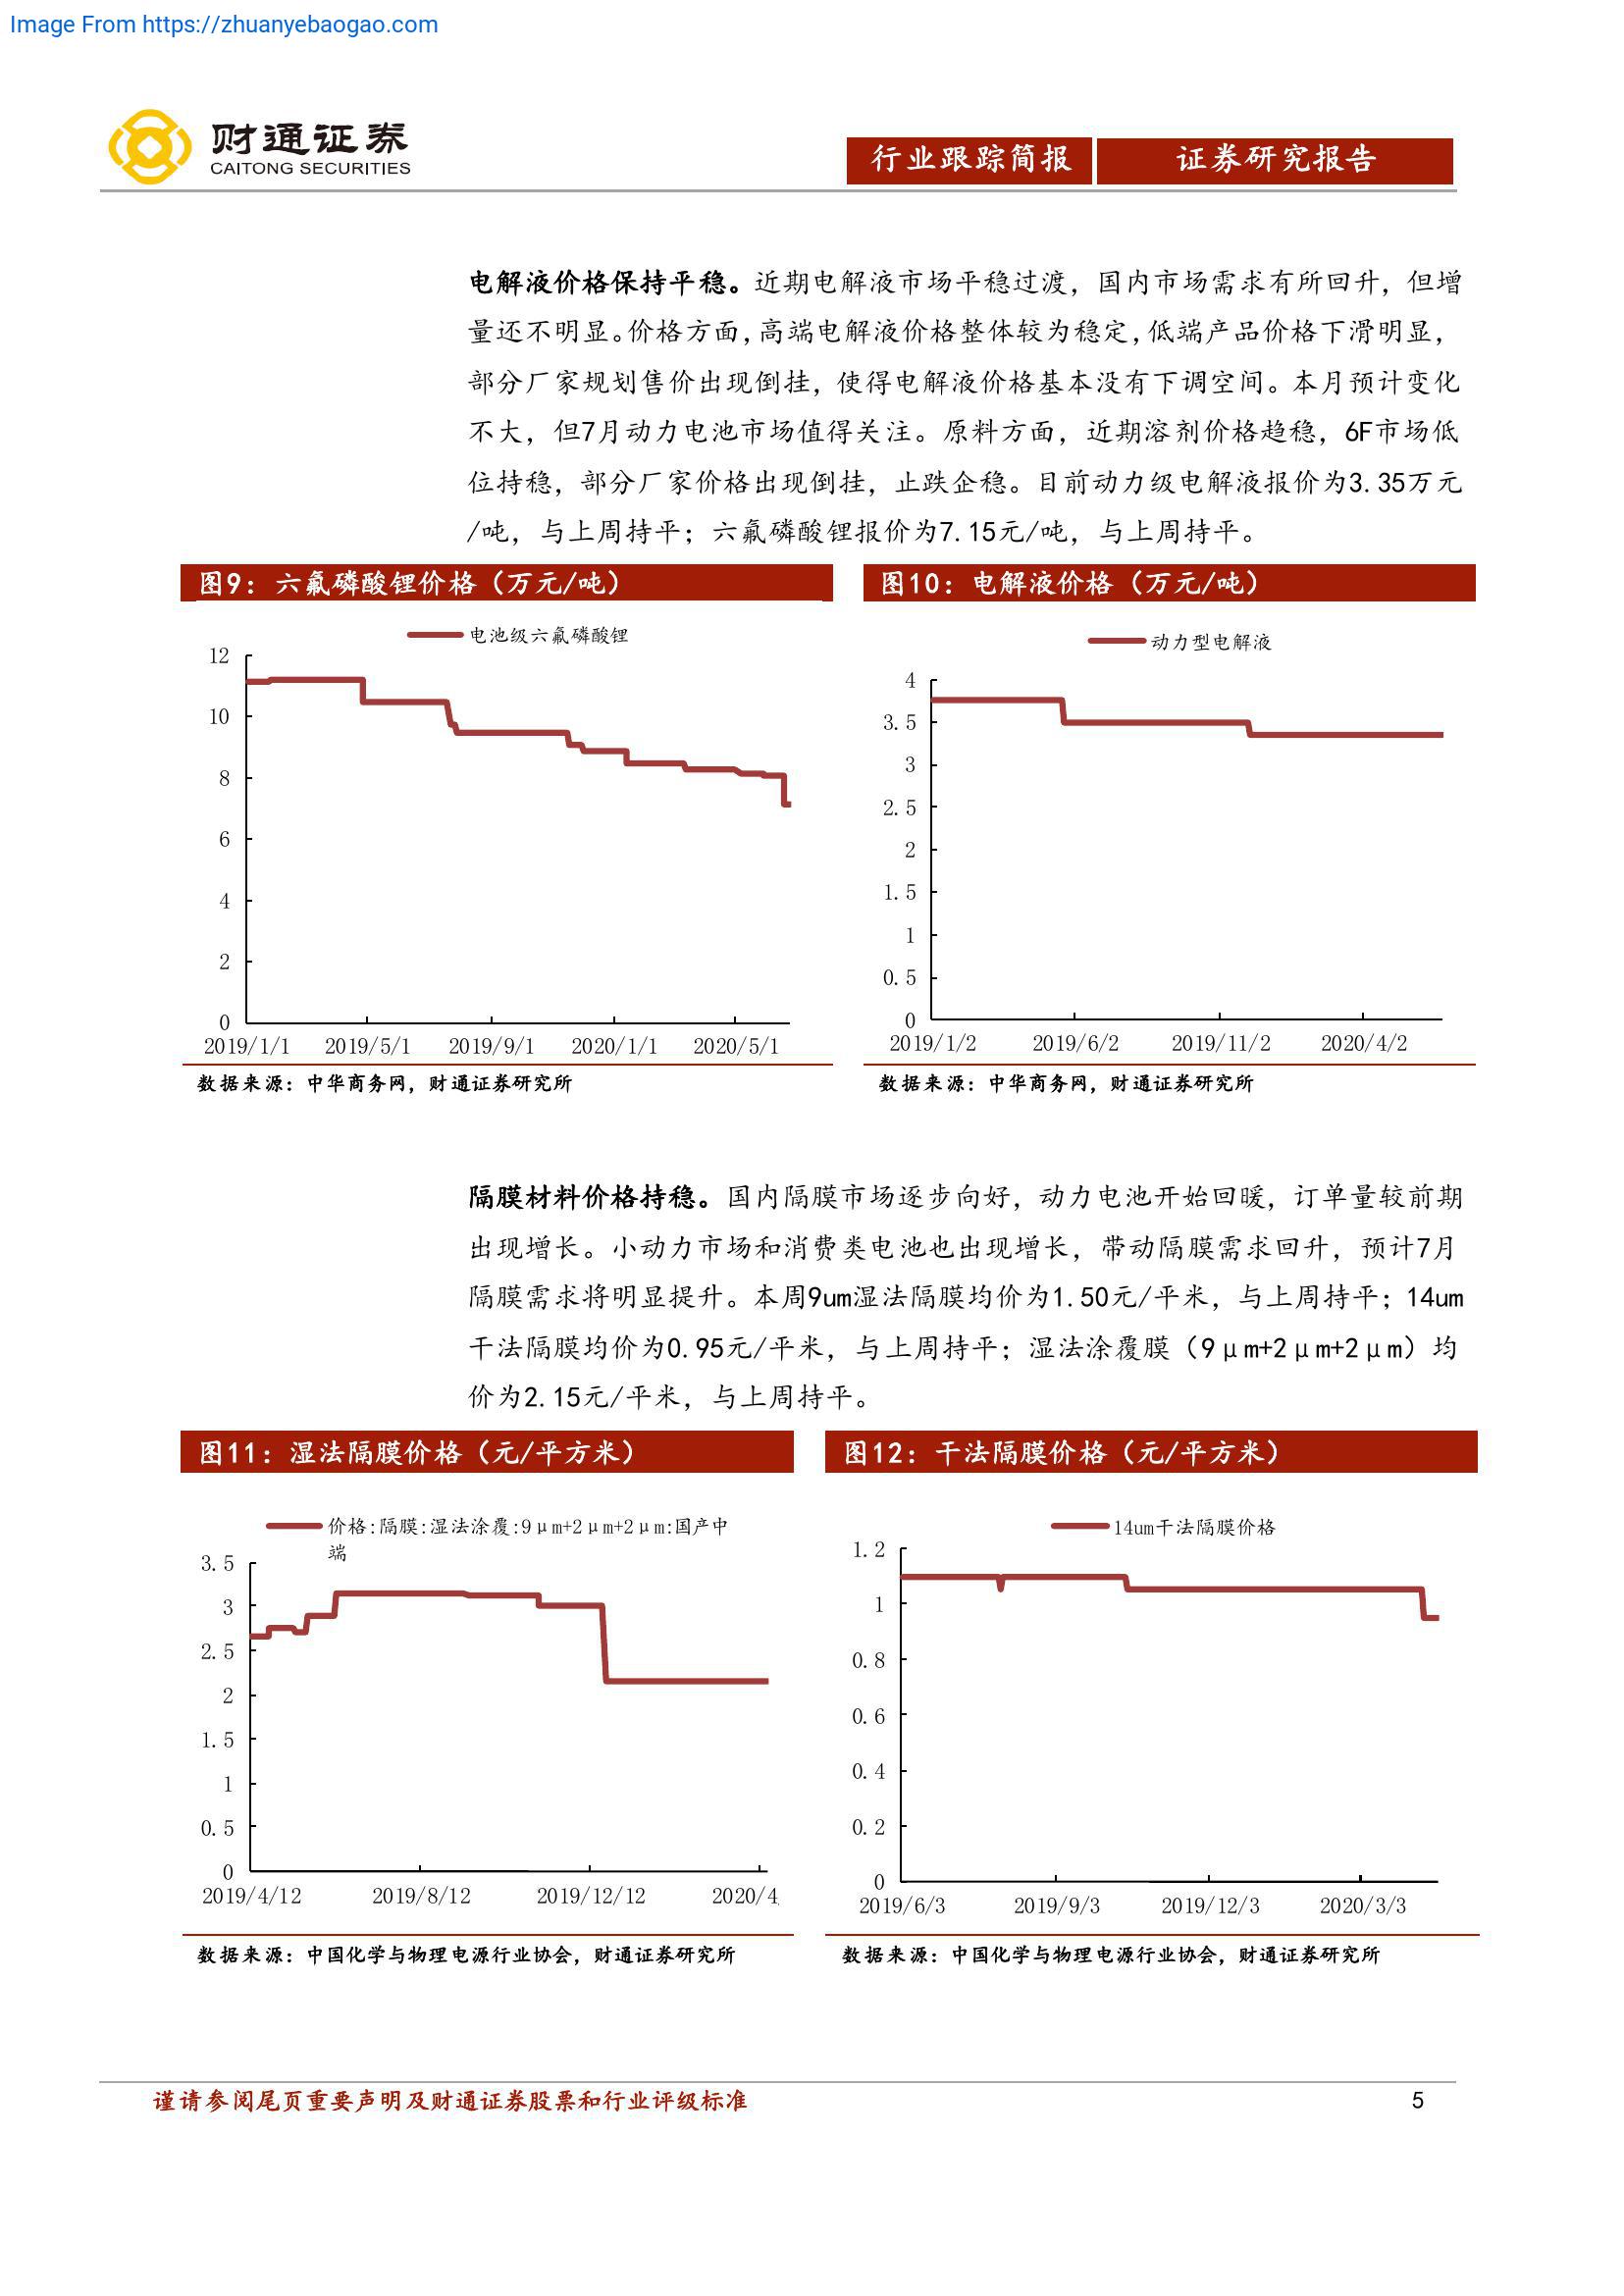 Image From https://zhuanyebaogao.com
财通证券
CAITONG SECURITIES
行业跟踪简报
证券研究报告
电解液价格保持平稳。近期电解液市场平稳过渡，国内市场需求有所回升，但增
量还不明显。价格方面，高端电解液价格整体较为稳定，低端产品价格下滑明显，
部分厂家规划售价出现倒挂，使得电解液价格基本没有下调空间。本月预计变化
不大，但7月动力电池市场值得关注。原料方面，近期溶剂价格趋稳，6F市场低
位持稳，部分厂家价格出现倒挂，止跌企稳。目前动力级电解液报价为3.35万元
/吨，与上周持平；六氟磷酸锂报价为7.15元/吨，与上周持平。
图9：六氟磷酸锂价格（万元/吨）
电池级六氟磷酸锂
12
10
8
6
4
2
0
2019/1/1 2019/5/1 2019/9/1 2020/1/1 2020/5/1
数据来源：中华商务网，财通证券研究所
图10：电解液价格（万元/吨）
动力型电解液
4
3.5
3
2.5
2
1.5
1
0.5
0
2019/1/2 2019/6/2 2019/11/2 2020/4/2
数据来源：中华商务网，财通证券研究所
隔膜材料价格持稳。国内隔膜市场逐步向好，动力电池开始回暖，订单量较前期
出现增长。小动力市场和消费类电池也出现增长，带动隔膜需求回升，预计7月
隔膜需求将明显提升。本周9um湿法隔膜均价为1.50元/平米，与上周持平；14um
干法隔膜均价为0.95元/平米，与上周持平；湿法涂覆膜（9μm+2μm+2μm）均
价为2.15元/平米，与上周持平。
图11：湿法隔膜价格（元/平方米）
价格:隔膜:湿法涂覆:9μm+2μm+2μm:国产中
端
3.5
3
2.5
2
1.5
1
0.5
0
2019/4/12 2019/8/12 2019/12/12 2020/4
数据来源：中国化学与物理电源行业协会，财通证券研究所
图12：干法隔膜价格（元/平方米）
14um干法隔膜价格
1.2
1
0.8
0.6
0.4
0.2
0
2019/6/3 2019/9/3 2019/12/3 2020/3/3
数据来源：中国化学与物理电源行业协会，财通证券研究所
谨请参阅尾页重要声明及财通证券股票和行业评级标准
5